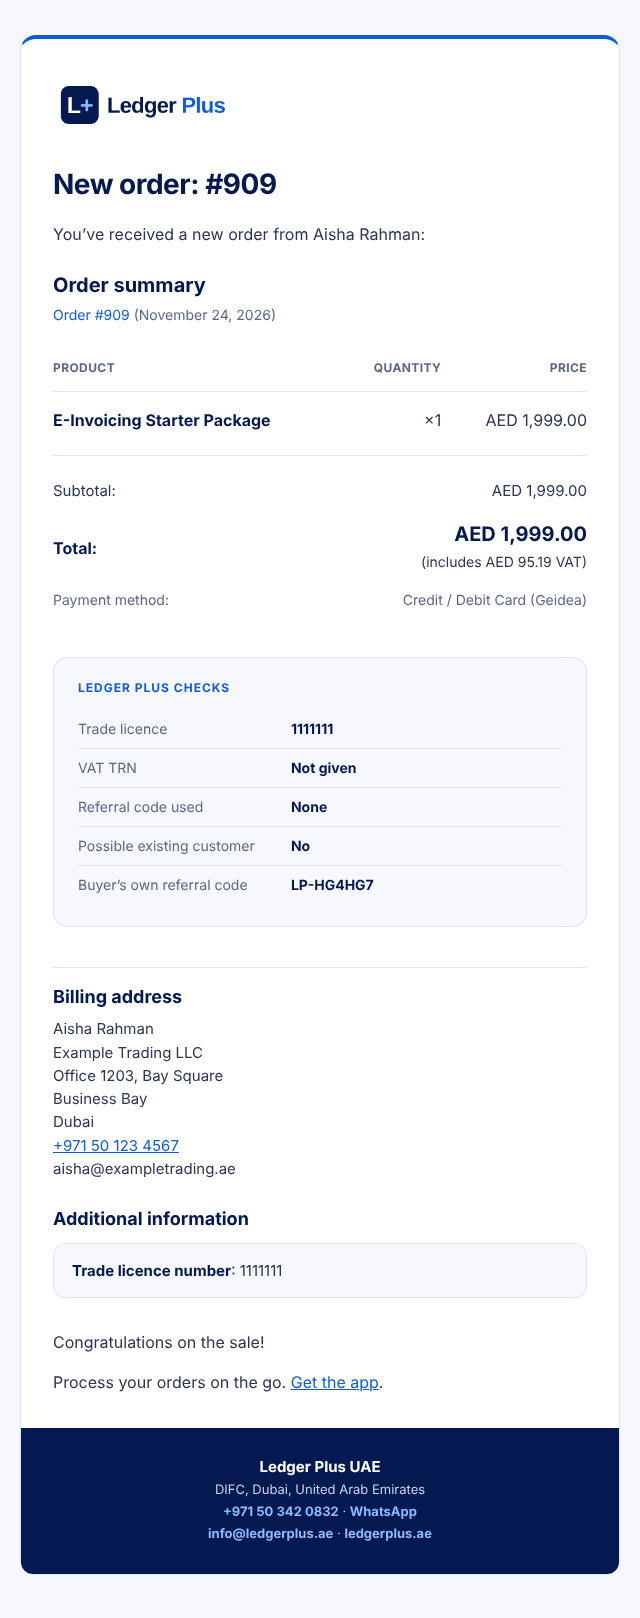 L+ Ledger Plus
New order: #909
You’ve received a new order from Aisha Rahman:
Order summary
Order #909 (November 24, 2026)
PRODUCT QUANTITY PRICE
E-Invoicing Starter Package ×1 AED 1,999.00
Subtotal: AED 1,999.00
Total: AED 1,999.00
(includes AED 95.19 VAT)
Payment method: Credit / Debit Card (Geidea)
LEDGER PLUS CHECKS
Trade licence 1111111
VAT TRN Not given
Referral code used None
Possible existing customer No
Buyer’s own referral code LP-HG4HG7
Billing address
Aisha Rahman
Example Trading LLC
Office 1203, Bay Square
Business Bay
Dubai
+971 50 123 4567
aisha@exampletrading.ae
Additional information
Trade licence number: 1111111
Congratulations on the sale!
Process your orders on the go. Get the app.
Ledger Plus UAE
DIFC, Dubai, United Arab Emirates
+971 50 342 0832 · WhatsApp
info@ledgerplus.ae · ledgerplus.ae